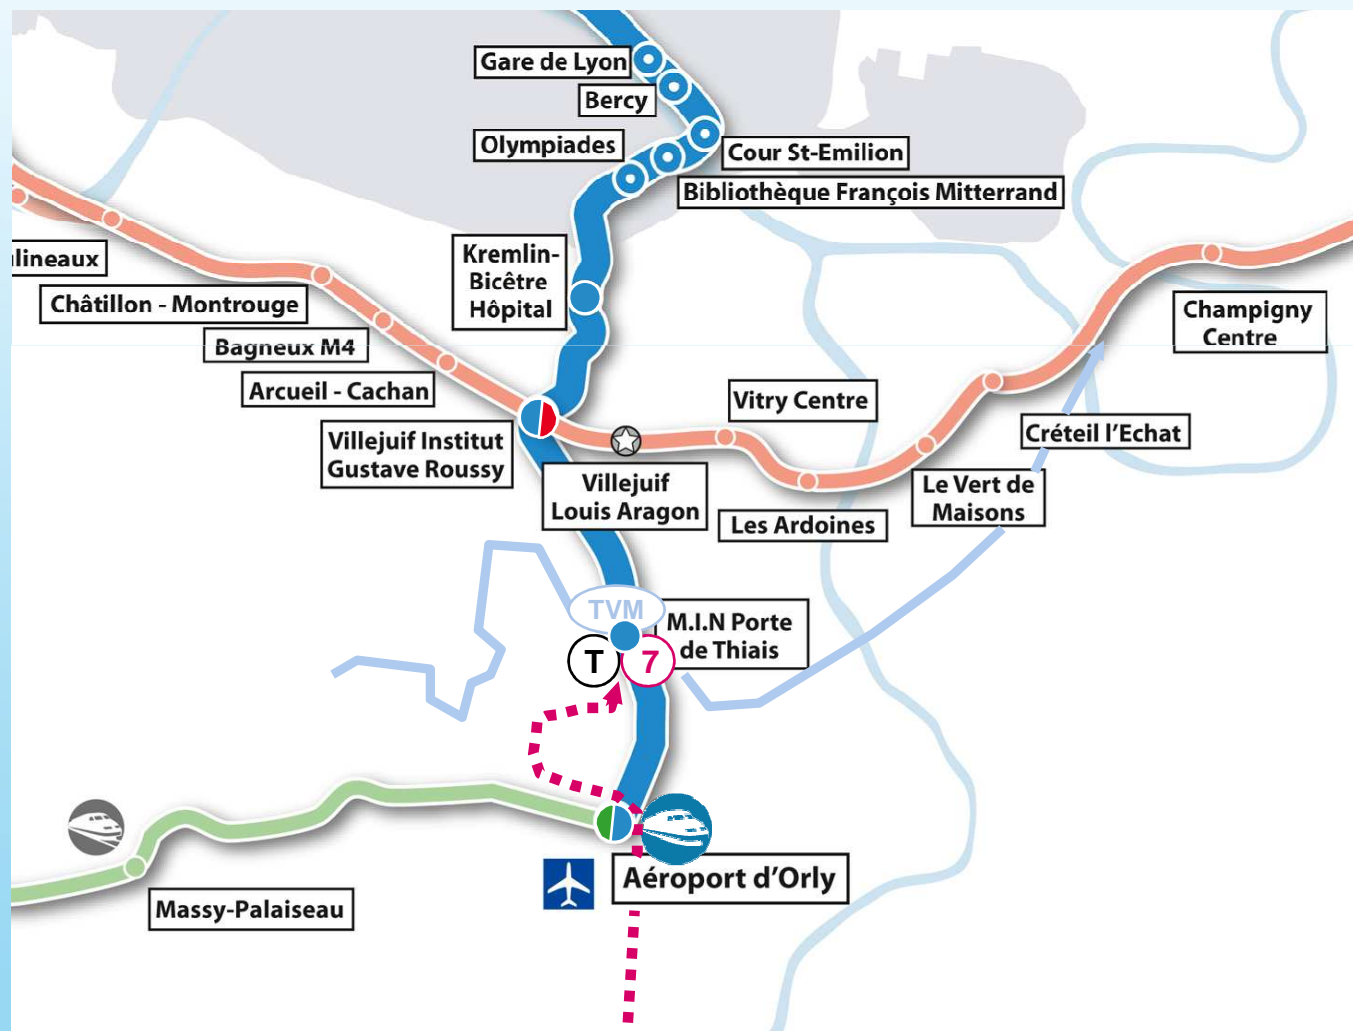 Gare de Lyon
Bercy
Olympiades
Cour St-Emilion
Bibliothèque François Mitterrand
Kremlin-
Bicêtre
Hôpital
lineaux
Châtillon - Montrouge
Bagneux M4
Arcueil - Cachan
Villejuif Institut
Gustave Roussy
Villejuif
Louis Aragon
Vitry Centre
Les Ardoines
Le Vert de
Maisons
Créteil l'Echat
Champigny
Centre
TVM
M.I.N Porte
de Thiais
T
7
Aéroport d'Orly
Massy-Palaiseau